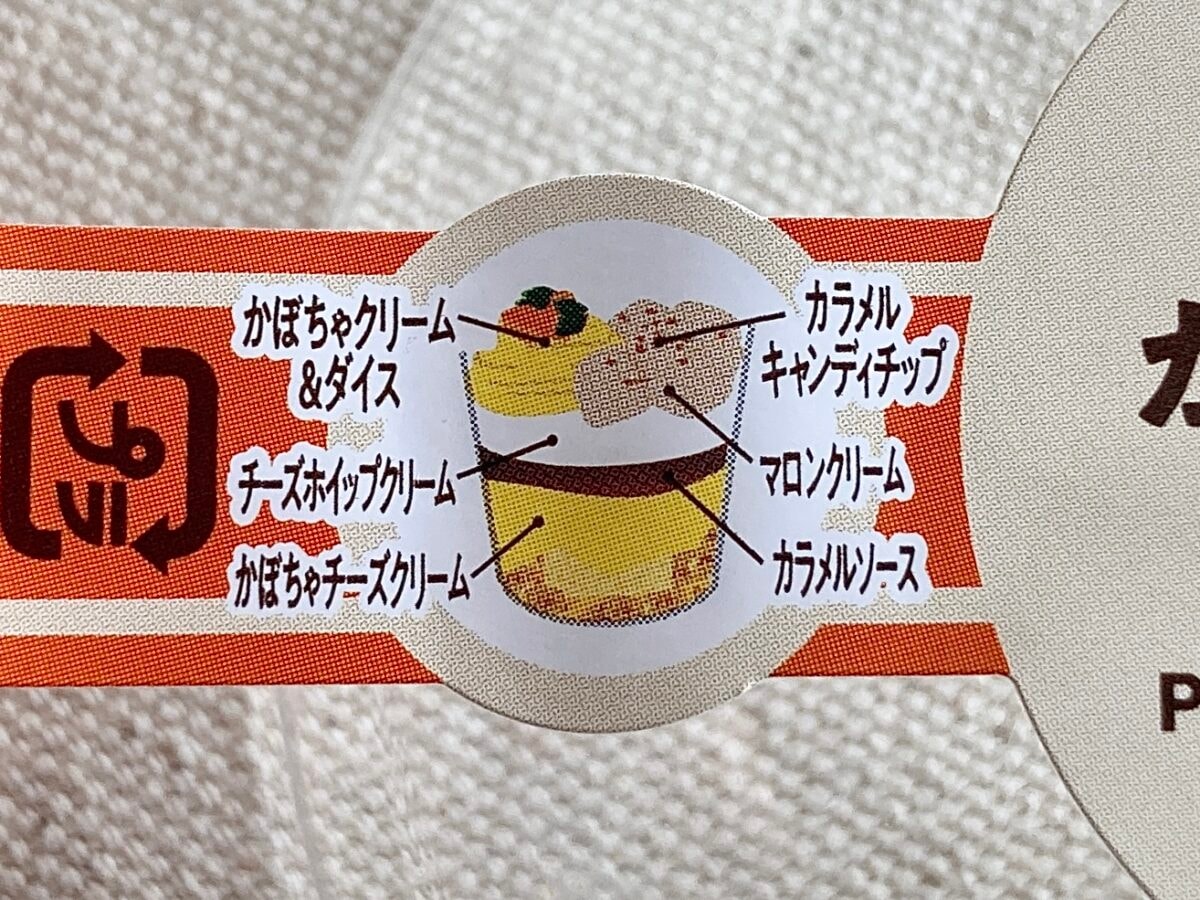 かぼちゃクリーム
&ダイス
チーズホイップクリーム
かぼちゃチーズクリーム
カラメル
キャンディチップ
マロンクリーム
カラメルソース
プラ
か
P